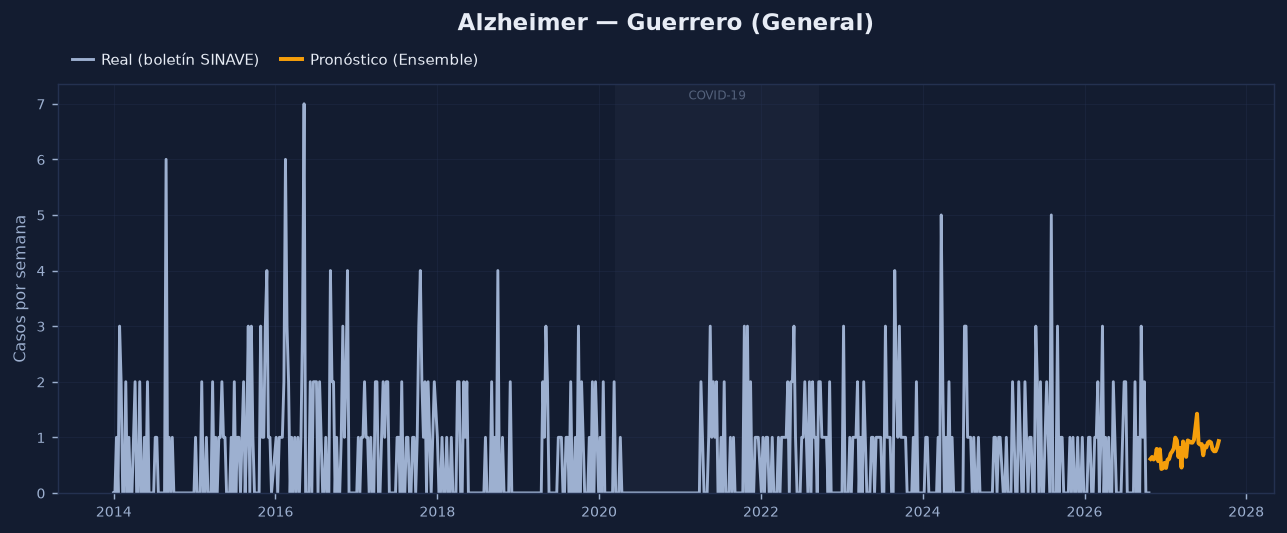 Alzheimer — Guerrero (General)
Real (boletín SINAVE) Pronóstico (Ensemble)
COVID-19
Casos por semana
7
6
5
4
3
2
1
0
2014 2016 2018 2020 2022 2024 2026 2028